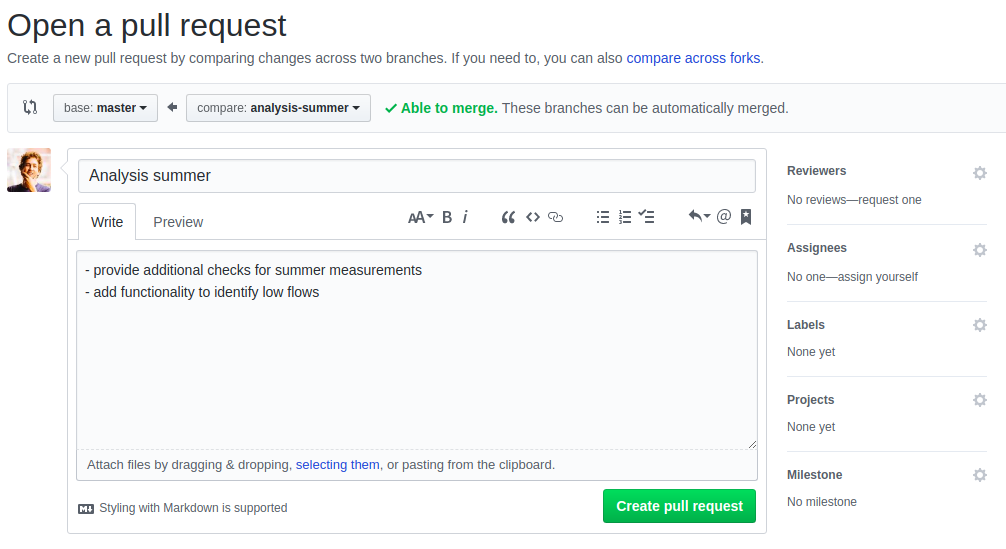 Open a pull request
Create a new pull request by comparing changes across two branches. If you need to, you can also compare across forks.
base: master
compare: analysis-summer
Able to merge. These branches can be automatically merged.
Analysis summer
Write
Preview
AA B i
- provide additional checks for summer measurements
- add functionality to identify low flows
Attach files by dragging & dropping, selecting them, or pasting from the clipboard.
Styling with Markdown is supported
Create pull request
Reviewers
No reviews—request one
Assignees
No one—assign yourself
Labels
None yet
Projects
None yet
Milestone
No milestone